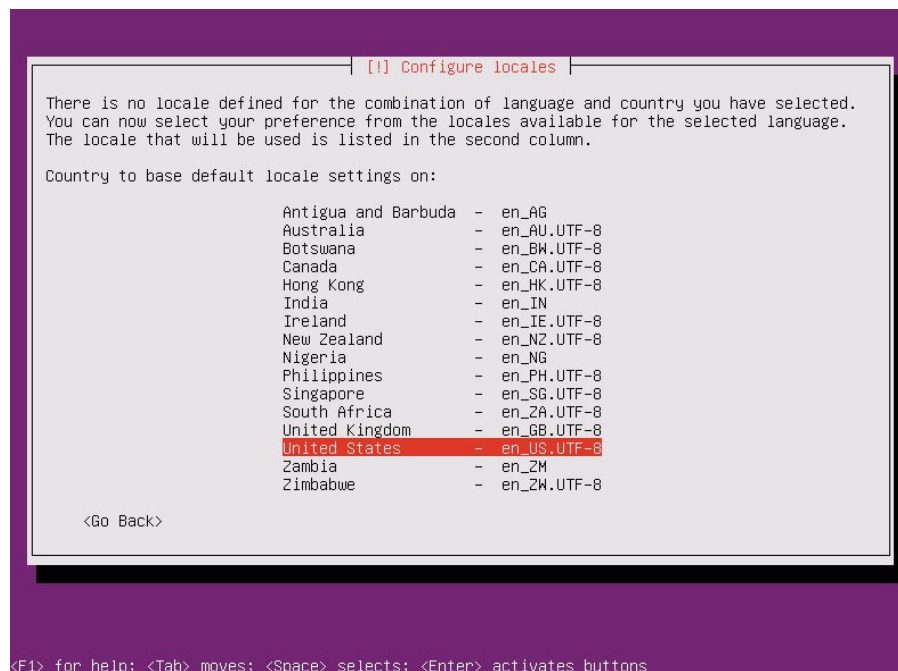 [!] Configure locales
There is no locale defined for the combination of language and country you have selected.
You can now select your preference from the locales available for the selected language.
The locale that will be used is listed in the second column.
Country to base default locale settings on:
Antigua and Barbuda - en_AG
Australia - en_AU.UTF-8
Botswana - en_BW.UTF-8
Canada - en_CA.UTF-8
Hong Kong - en_HK.UTF-8
India - en_IN
Ireland - en_IE.UTF-8
New Zealand - en_NZ.UTF-8
Nigeria - en_NG
Philippines - en_PH.UTF-8
Singapore - en_SG.UTF-8
South Africa - en_ZA.UTF-8
United Kingdom - en_GB.UTF-8
United States - en_US.UTF-8
Zambia - en_ZM
Zimbabwe - en_ZW.UTF-8
<Go Back>
<F1> for help; <Tab> moves; <Space> selects; <Enter> activates buttons